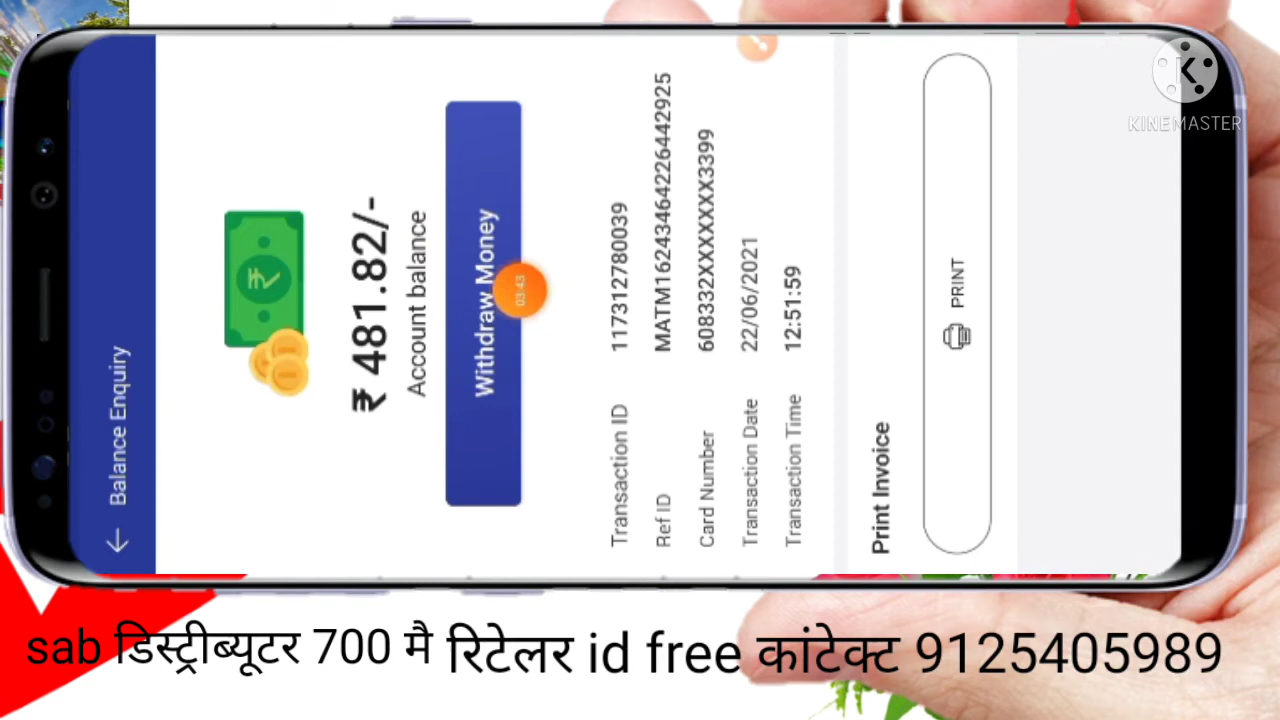 ← Balance Enquiry
₹ 481.82/-
Account balance
Withdraw Money
03:43
Transaction ID 117312780039
Ref ID MATM1624346422644​2925
Card Number 608332XXXXXXX3399
Transaction Date 22/06/2021
Transaction Time 12:51:59
Print Invoice
PRINT
K
KINEMASTER
sab डिस्ट्रीब्यूटर 700 मै रिटेलर id free कांटेक्ट 9125405989